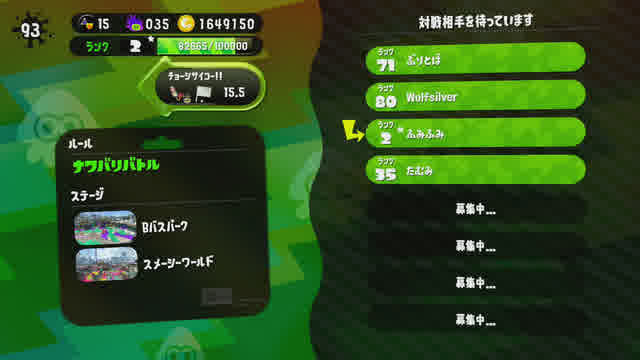 93
15
035
1649150
ランク
2
82865/100000
チョーシサイコー!!
15.5
ルール
ナワバリバトル
ステージ
Bバスパーク
スメーシーワールド
対戦相手を待っています
ランク
71
ぷりとぼ
ランク
80
Wolfsilver
ランク
2
ふみふみ
ランク
35
たむみ
募集中...
募集中...
募集中...
募集中...